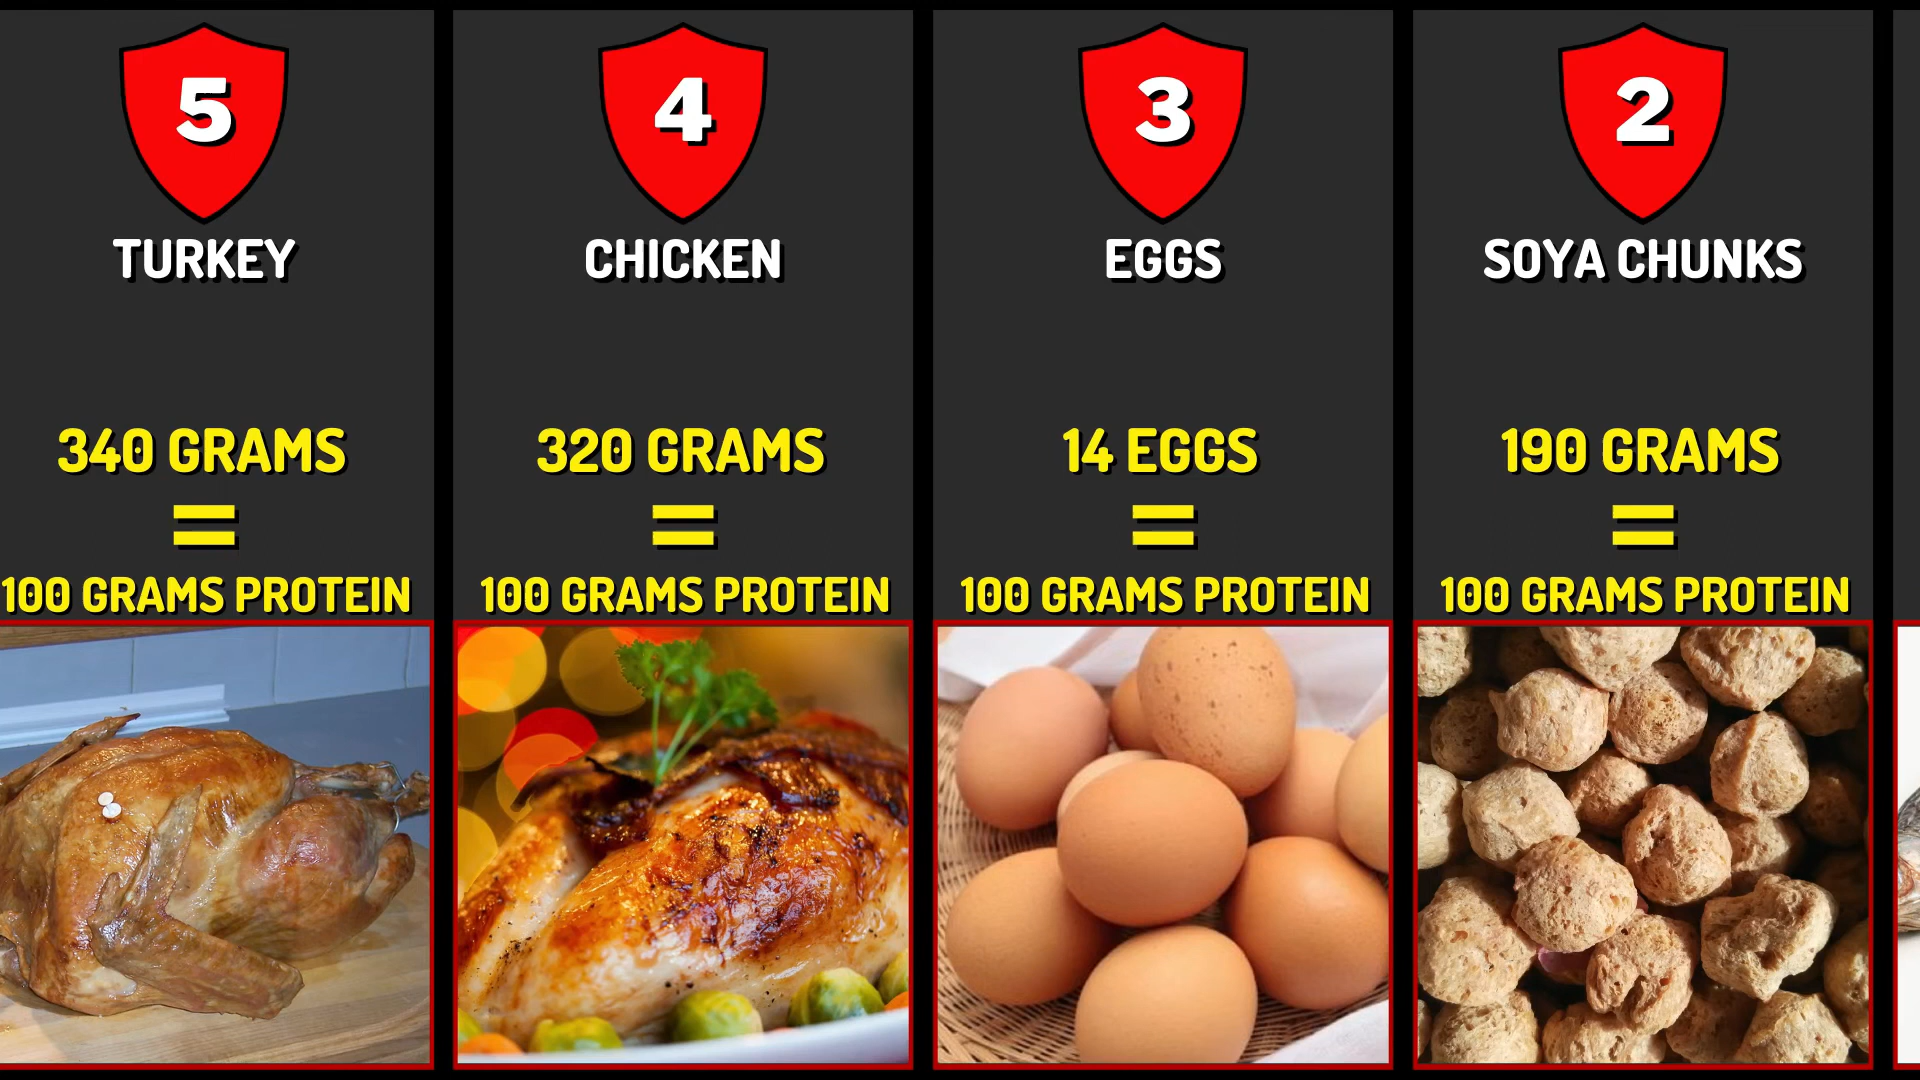 5
TURKEY
340 GRAMS
=
100 GRAMS PROTEIN
4
CHICKEN
320 GRAMS
=
100 GRAMS PROTEIN
3
EGGS
14 EGGS
=
100 GRAMS PROTEIN
2
SOYA CHUNKS
190 GRAMS
=
100 GRAMS PROTEIN